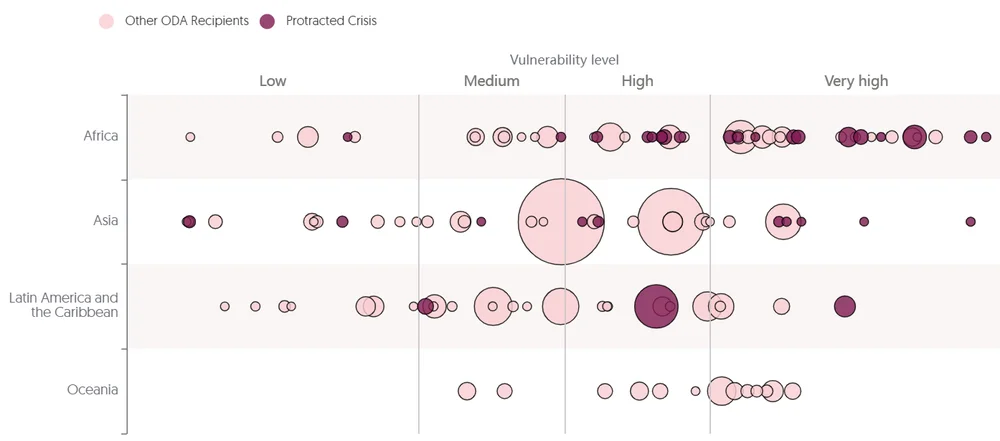 Other ODA Recipients
Protracted Crisis
Vulnerability level
Low
Medium
High
Very high
Africa
Asia
Latin America and
the Caribbean
Oceania